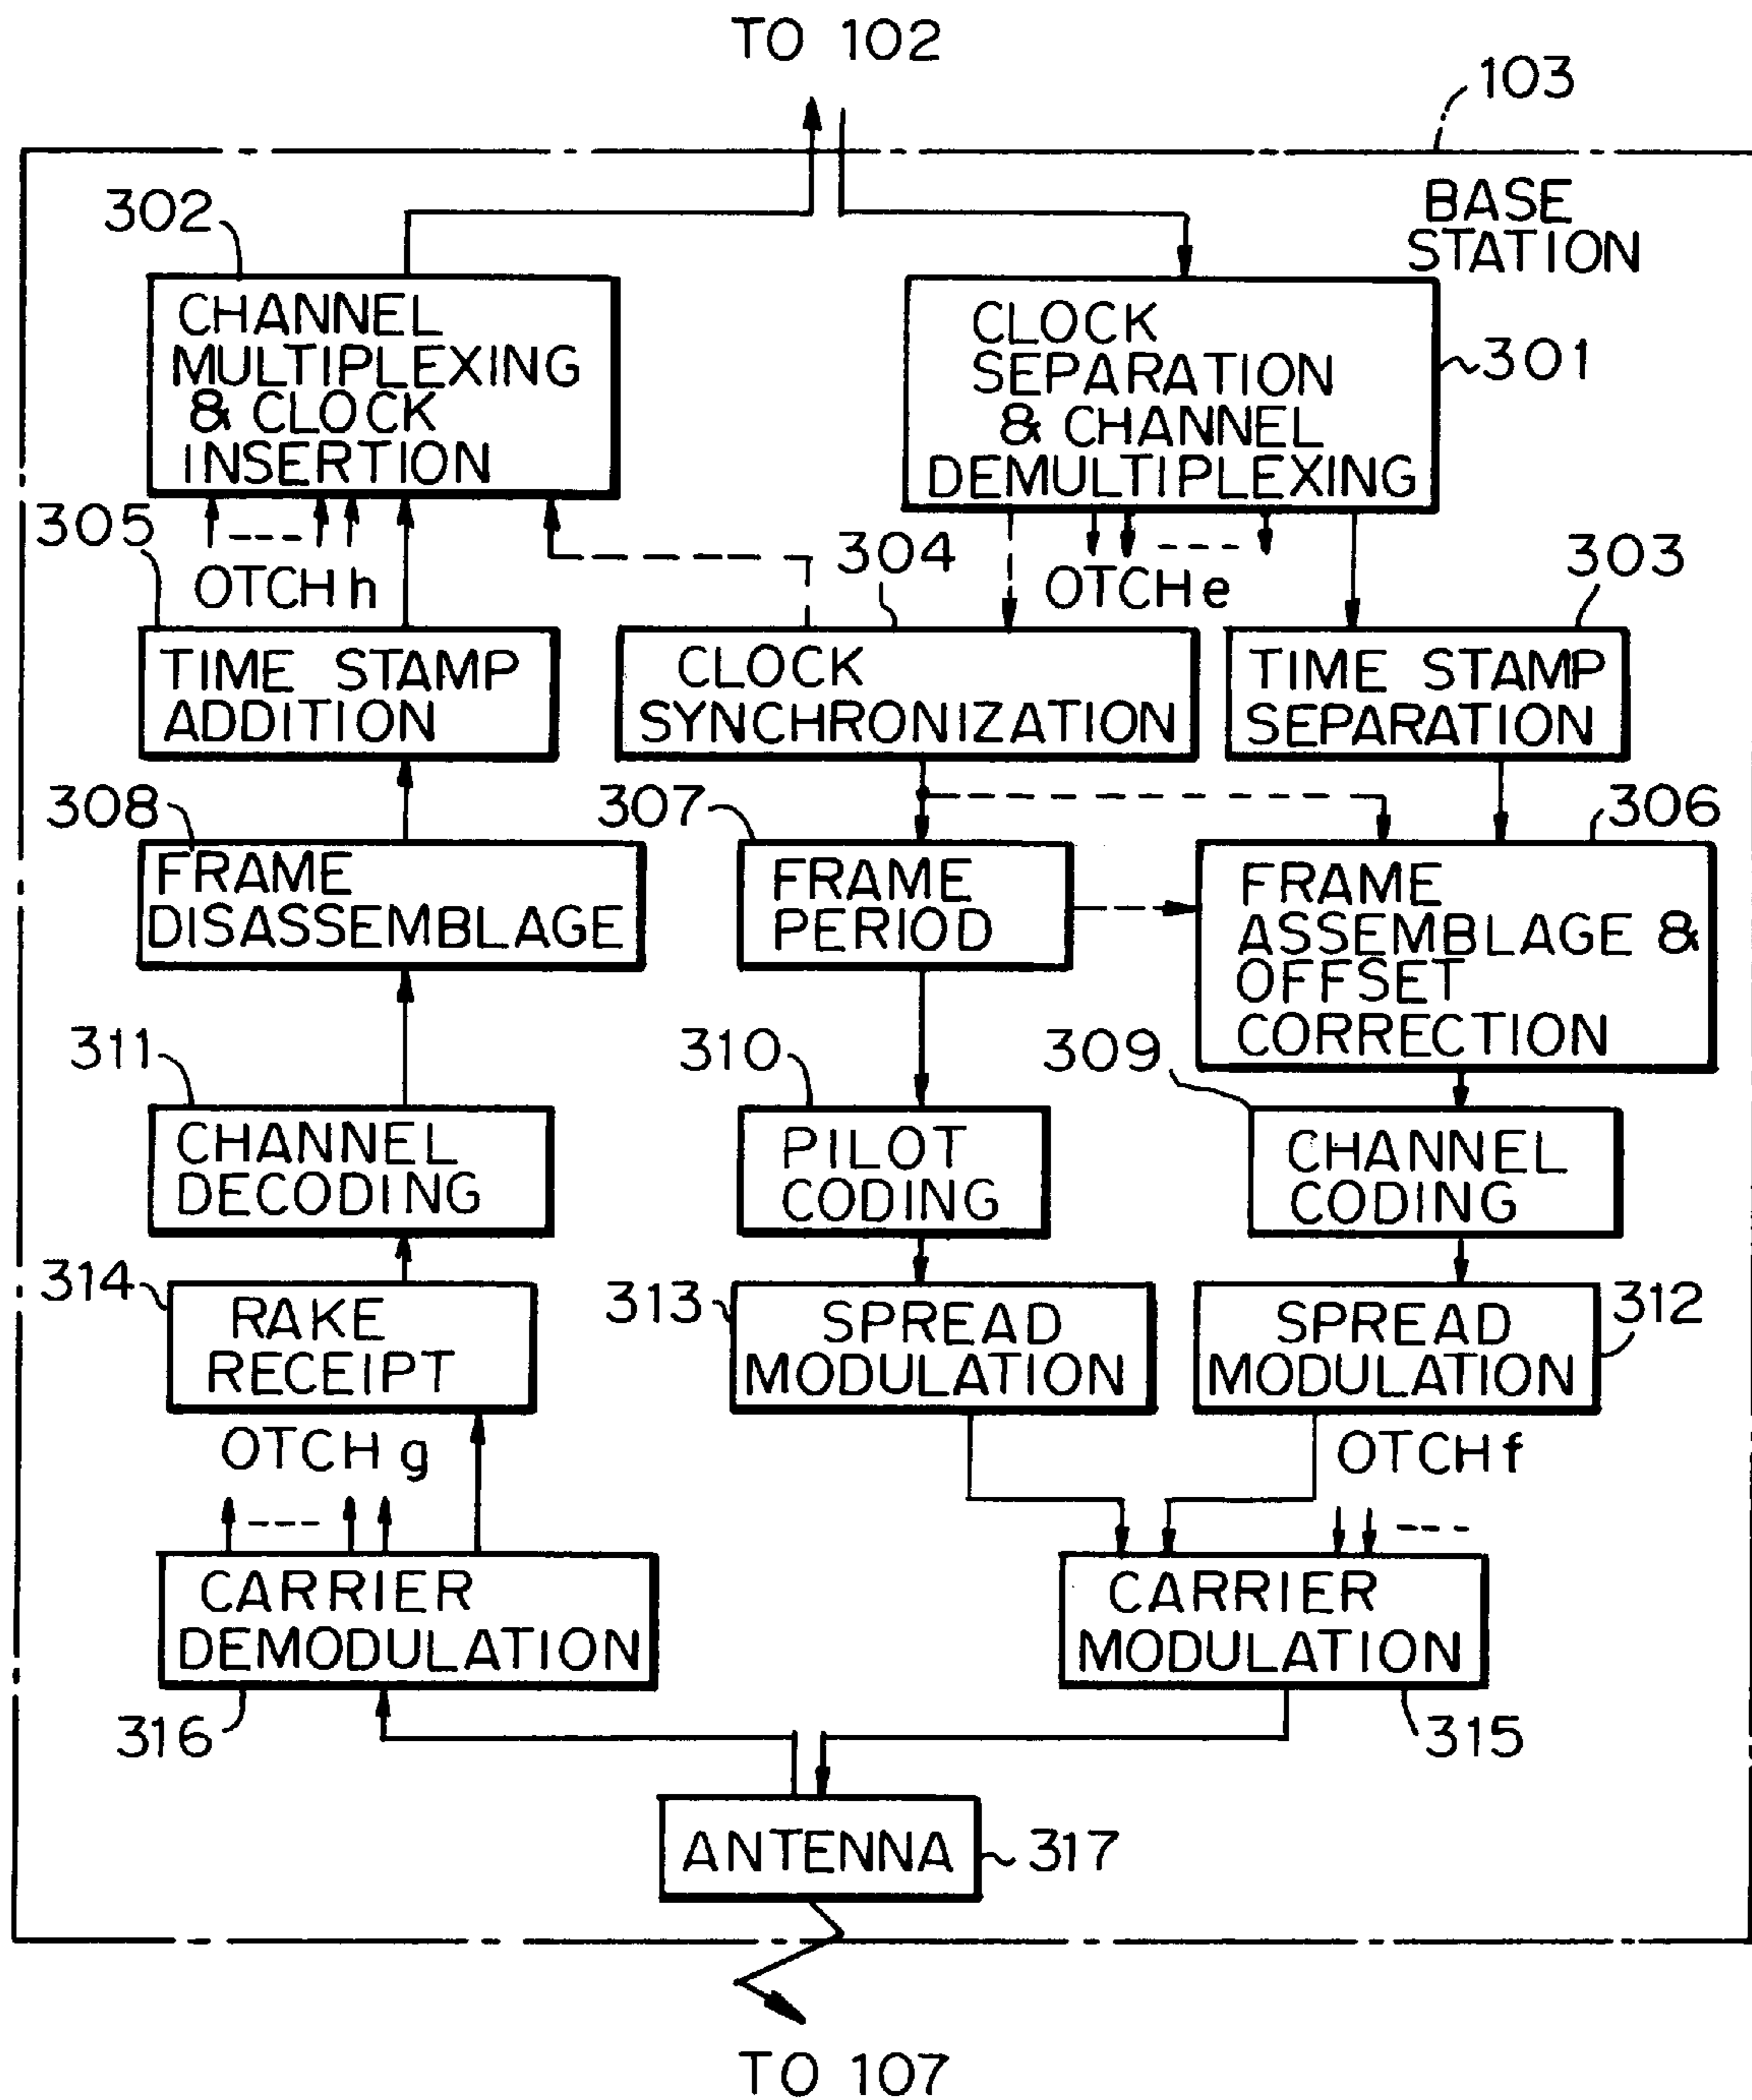 TO 102
103
BASE
STATION
302
CHANNEL
MULTIPLEXING
& CLOCK
INSERTION
CLOCK
SEPARATION
& CHANNEL
DEMULTIPLEXING
301
305
OTCH h
304
OTCH e
303
TIME STAMP
ADDITION
CLOCK
SYNCHRONIZATION
TIME STAMP
SEPARATION
308
307
306
FRAME
DISASSEMBLAGE
FRAME
PERIOD
FRAME
ASSEMBLAGE &
OFFSET
CORRECTION
311
310
309
CHANNEL
DECODING
PILOT
CODING
CHANNEL
CODING
314
313
312
RAKE
RECEIPT
SPREAD
MODULATION
SPREAD
MODULATION
OTCH g
OTCH f
CARRIER
DEMODULATION
CARRIER
MODULATION
316
315
ANTENNA
317
TO 107